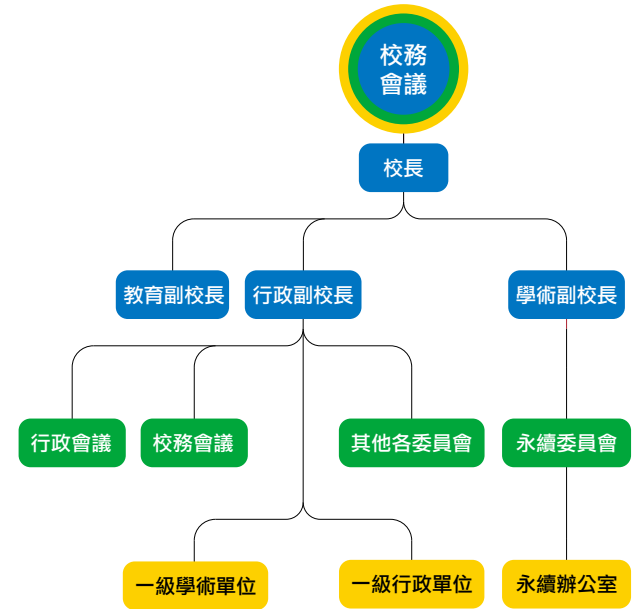 校務
會議
校長
教育副校長
行政副校長
學術副校長
行政會議
校務會議
其他各委員會
永續委員會
一級學術單位
一級行政單位
永續辦公室